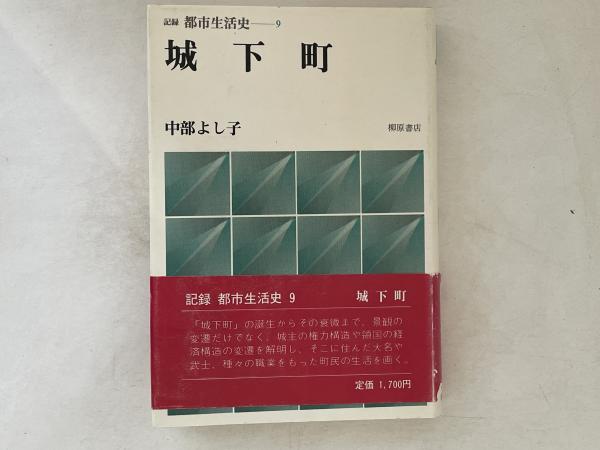 記録 都市生活史──9
城下町
中部よし子
柳原書店
記録 都市生活史 9 城下町
「城下町」の誕生からその衰微まで、景観の
変遷だけでなく、城主の権力構造や領国の経
済構造の変遷を解明し、そこに住んだ大名や
武士、種々の職業をもった町民の生活を画く。
定価 1,700円